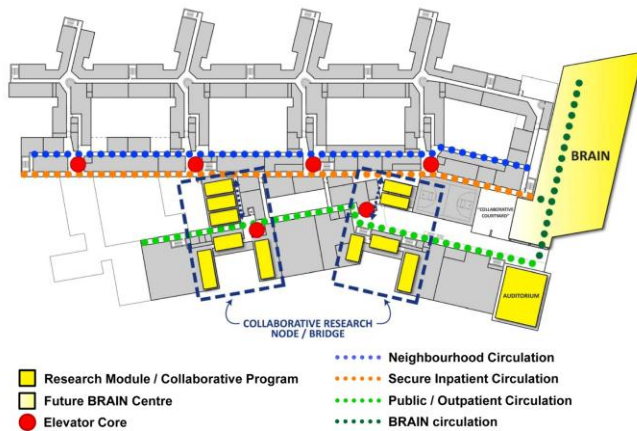 BRAIN
"COLLABORATIVE
COURTYARD"
AUDITORIUM
COLLABORATIVE RESEARCH
NODE / BRIDGE
Research Module / Collaborative Program
Future BRAIN Centre
Elevator Core
Neighbourhood Circulation
Secure Inpatient Circulation
Public / Outpatient Circulation
BRAIN circulation